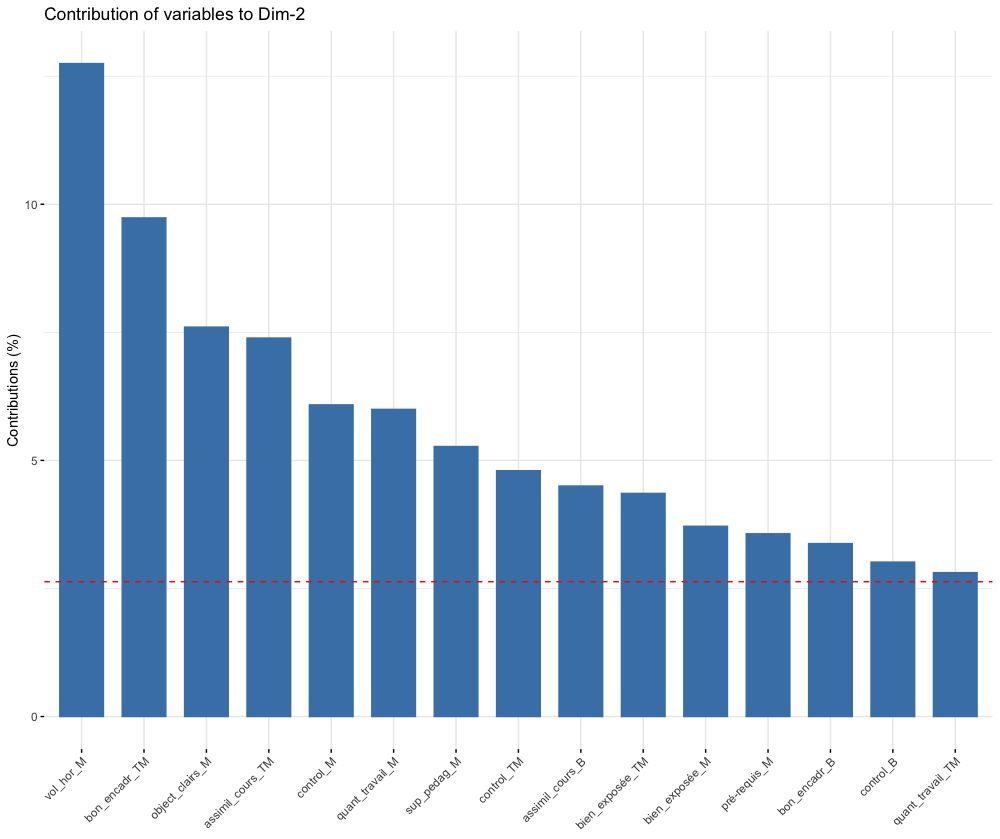 Contribution of variables to Dim-2
Contributions (%)
10
5
0
vol_hor_M
bon_encadr_TM
object_clairs_M
assimil_cours_TM
control_M
quant_travail_M
sup_pedag_M
control_TM
assimil_cours_B
bien_exposée_TM
bien_exposée_M
pré-requis_M
bon_encadr_B
control_B
quant_travail_TM